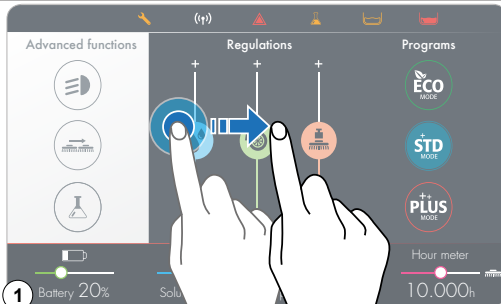 Advanced functions
Regulations
Programs
+
+
+
ECO
MODE
+
STD
MODE
++
PLUS
MODE
Hour meter
Battery 20%
Solu
10.000h
1